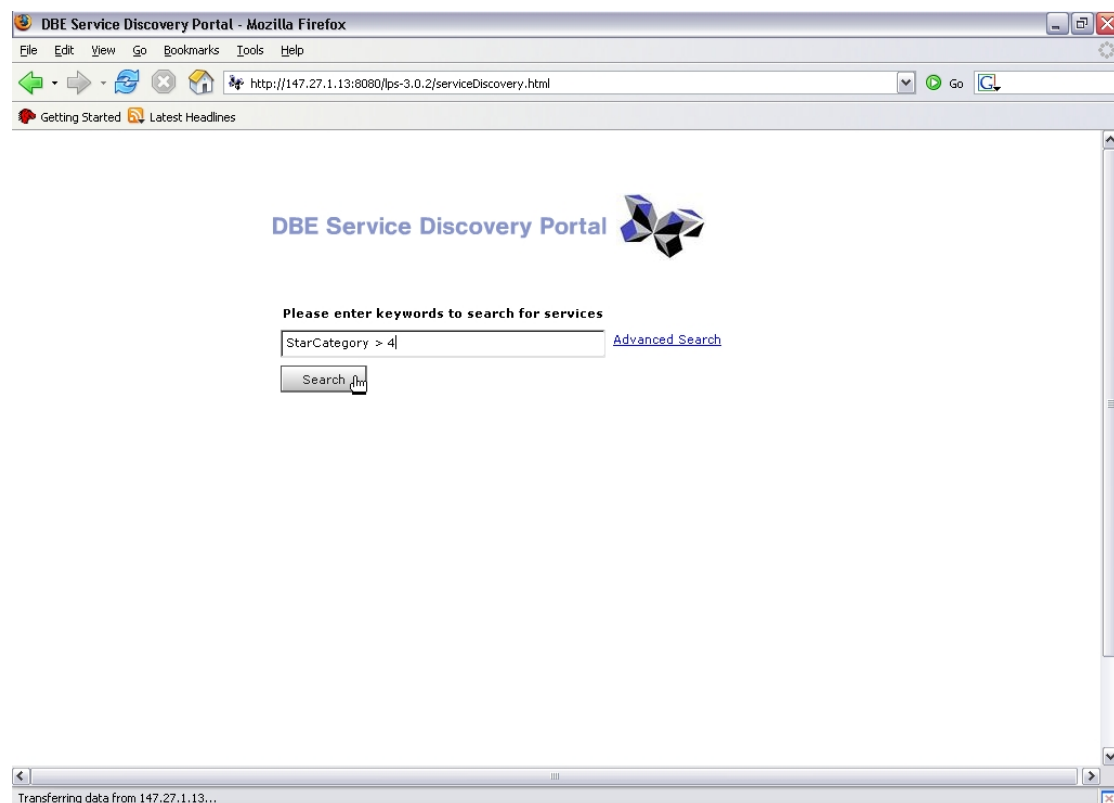 DBE Service Discovery Portal - Mozilla Firefox
File Edit View Go Bookmarks Tools Help
http://147.27.1.13:8080/lps-3.0.2/serviceDiscovery.html Go G
Getting Started Latest Headlines
DBE Service Discovery Portal
Please enter keywords to search for services
StarCategory > 4 Advanced Search
Search
Transferring data from 147.27.1.13...